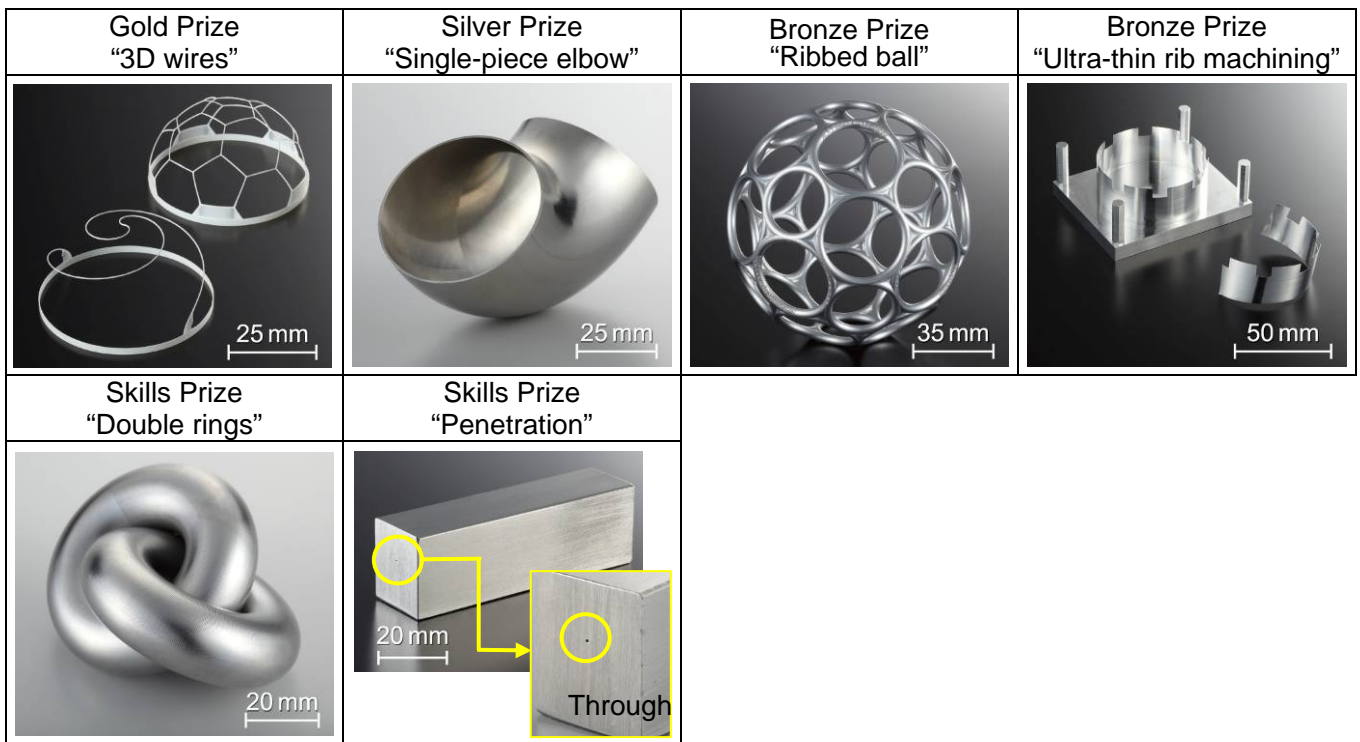 Gold Prize
“3D wires”
Silver Prize
“Single-piece elbow”
Bronze Prize
“Ribbed ball”
Bronze Prize
“Ultra-thin rib machining”
25 mm
25 mm
35 mm
50 mm
Skills Prize
“Double rings”
Skills Prize
“Penetration”
20 mm
20 mm
Through